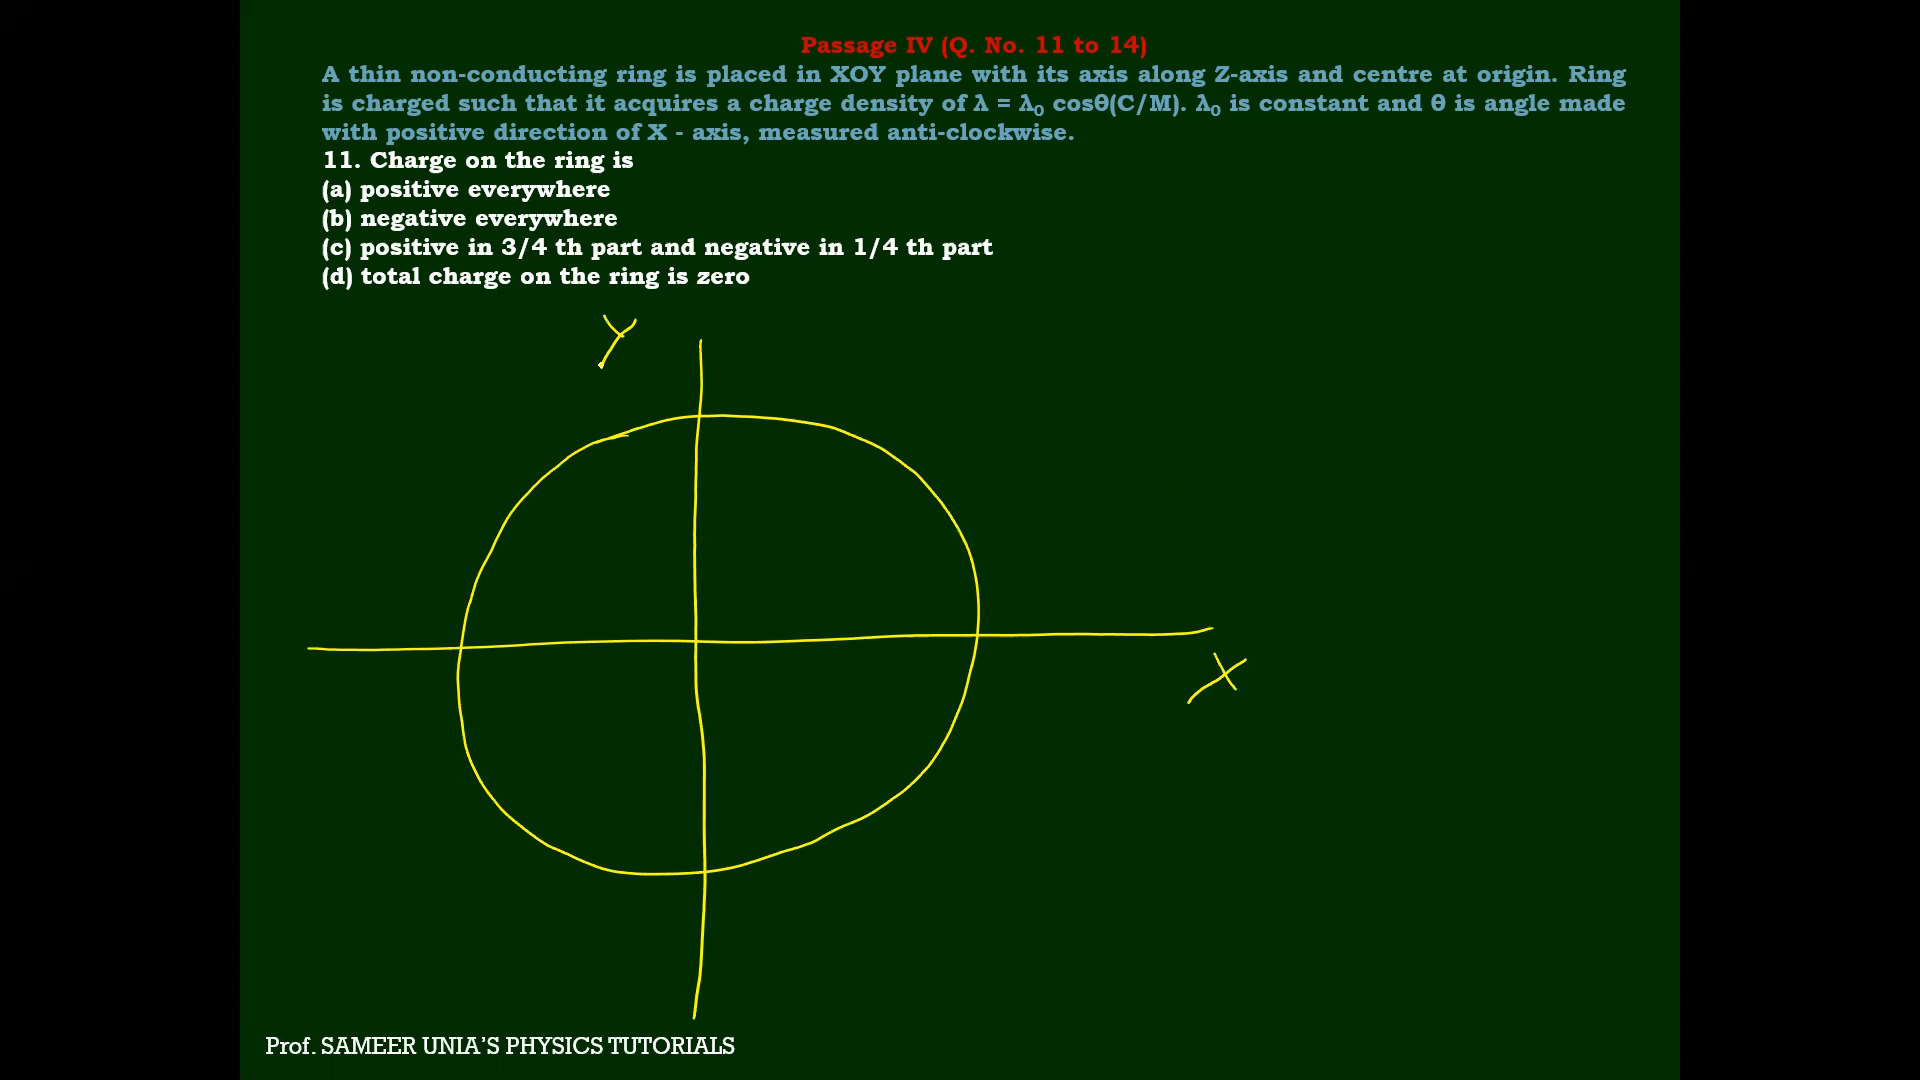 Passage IV (Q. No. 11 to 14)
A thin non-conducting ring is placed in XOY plane with its axis along Z-axis and centre at origin. Ring
is charged such that it acquires a charge density of λ = λ₀ cosθ(C/M). λ₀ is constant and θ is angle made
with positive direction of X - axis, measured anti-clockwise.
11. Charge on the ring is
(a) positive everywhere
(b) negative everywhere
(c) positive in 3/4 th part and negative in 1/4 th part
(d) total charge on the ring is zero
Y
X
Prof. SAMEER UNIA’S PHYSICS TUTORIALS